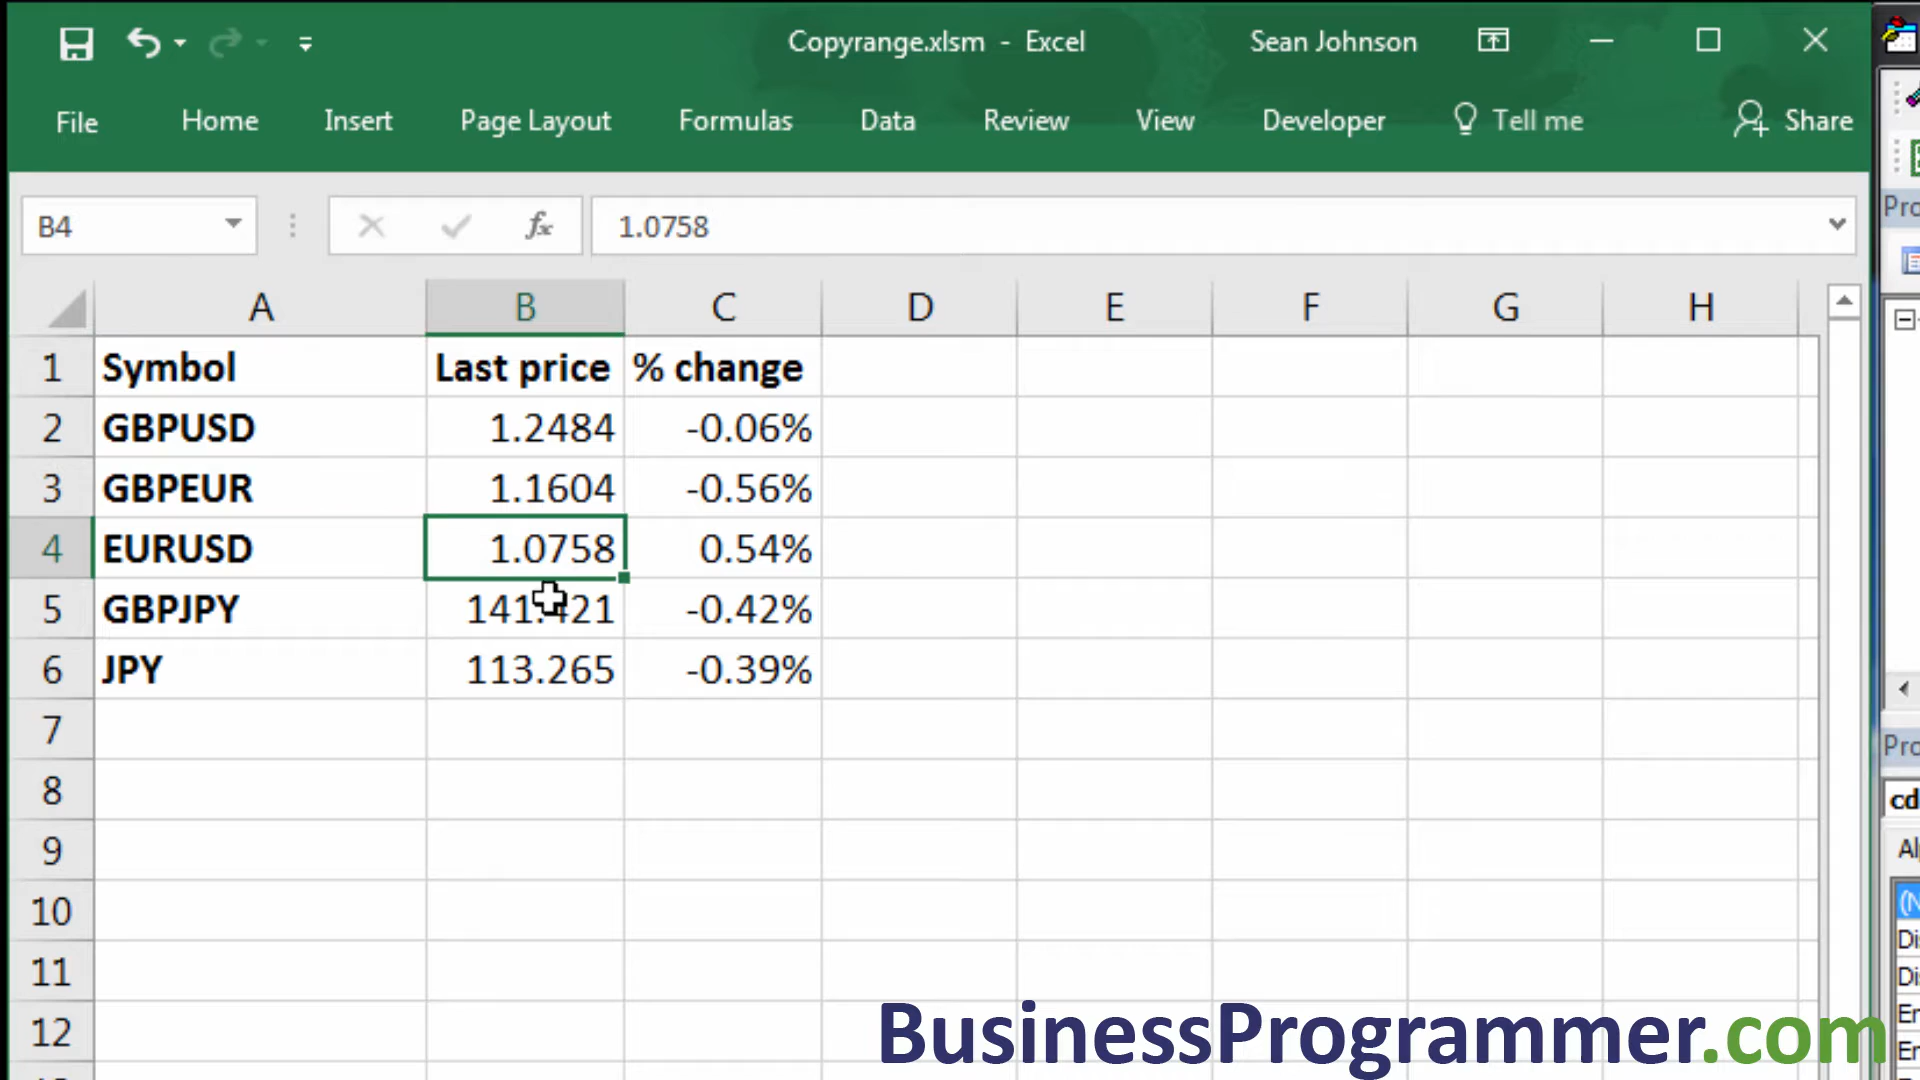 Copyrange.xlsm - Excel
Sean Johnson
File Home Insert Page Layout Formulas Data Review View Developer Tell me Share
B4 fx 1.0758
A B C D E F G H
1 Symbol Last price % change
2 GBPUSD 1.2484 -0.06%
3 GBPEUR 1.1604 -0.56%
4 EURUSD 1.0758 0.54%
5 GBPJPY 141.421 -0.42%
6 JPY 113.265 -0.39%
7
8
9
10
11
12
BusinessProgrammer.com